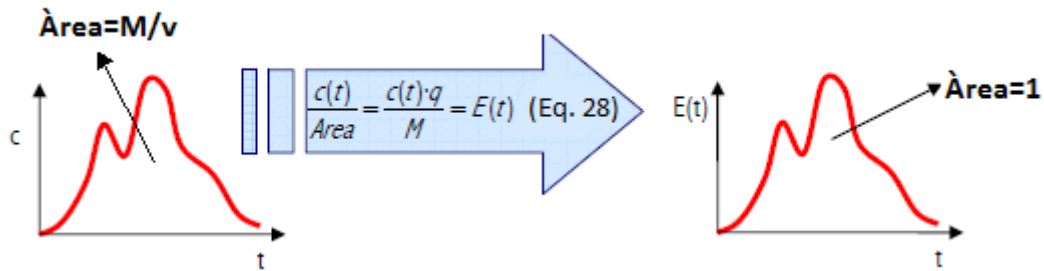 Àrea=M/v
c
t
c(t)/Area = c(t)·q/M = E(t) (Eq. 28)
E(t)
Àrea=1
t